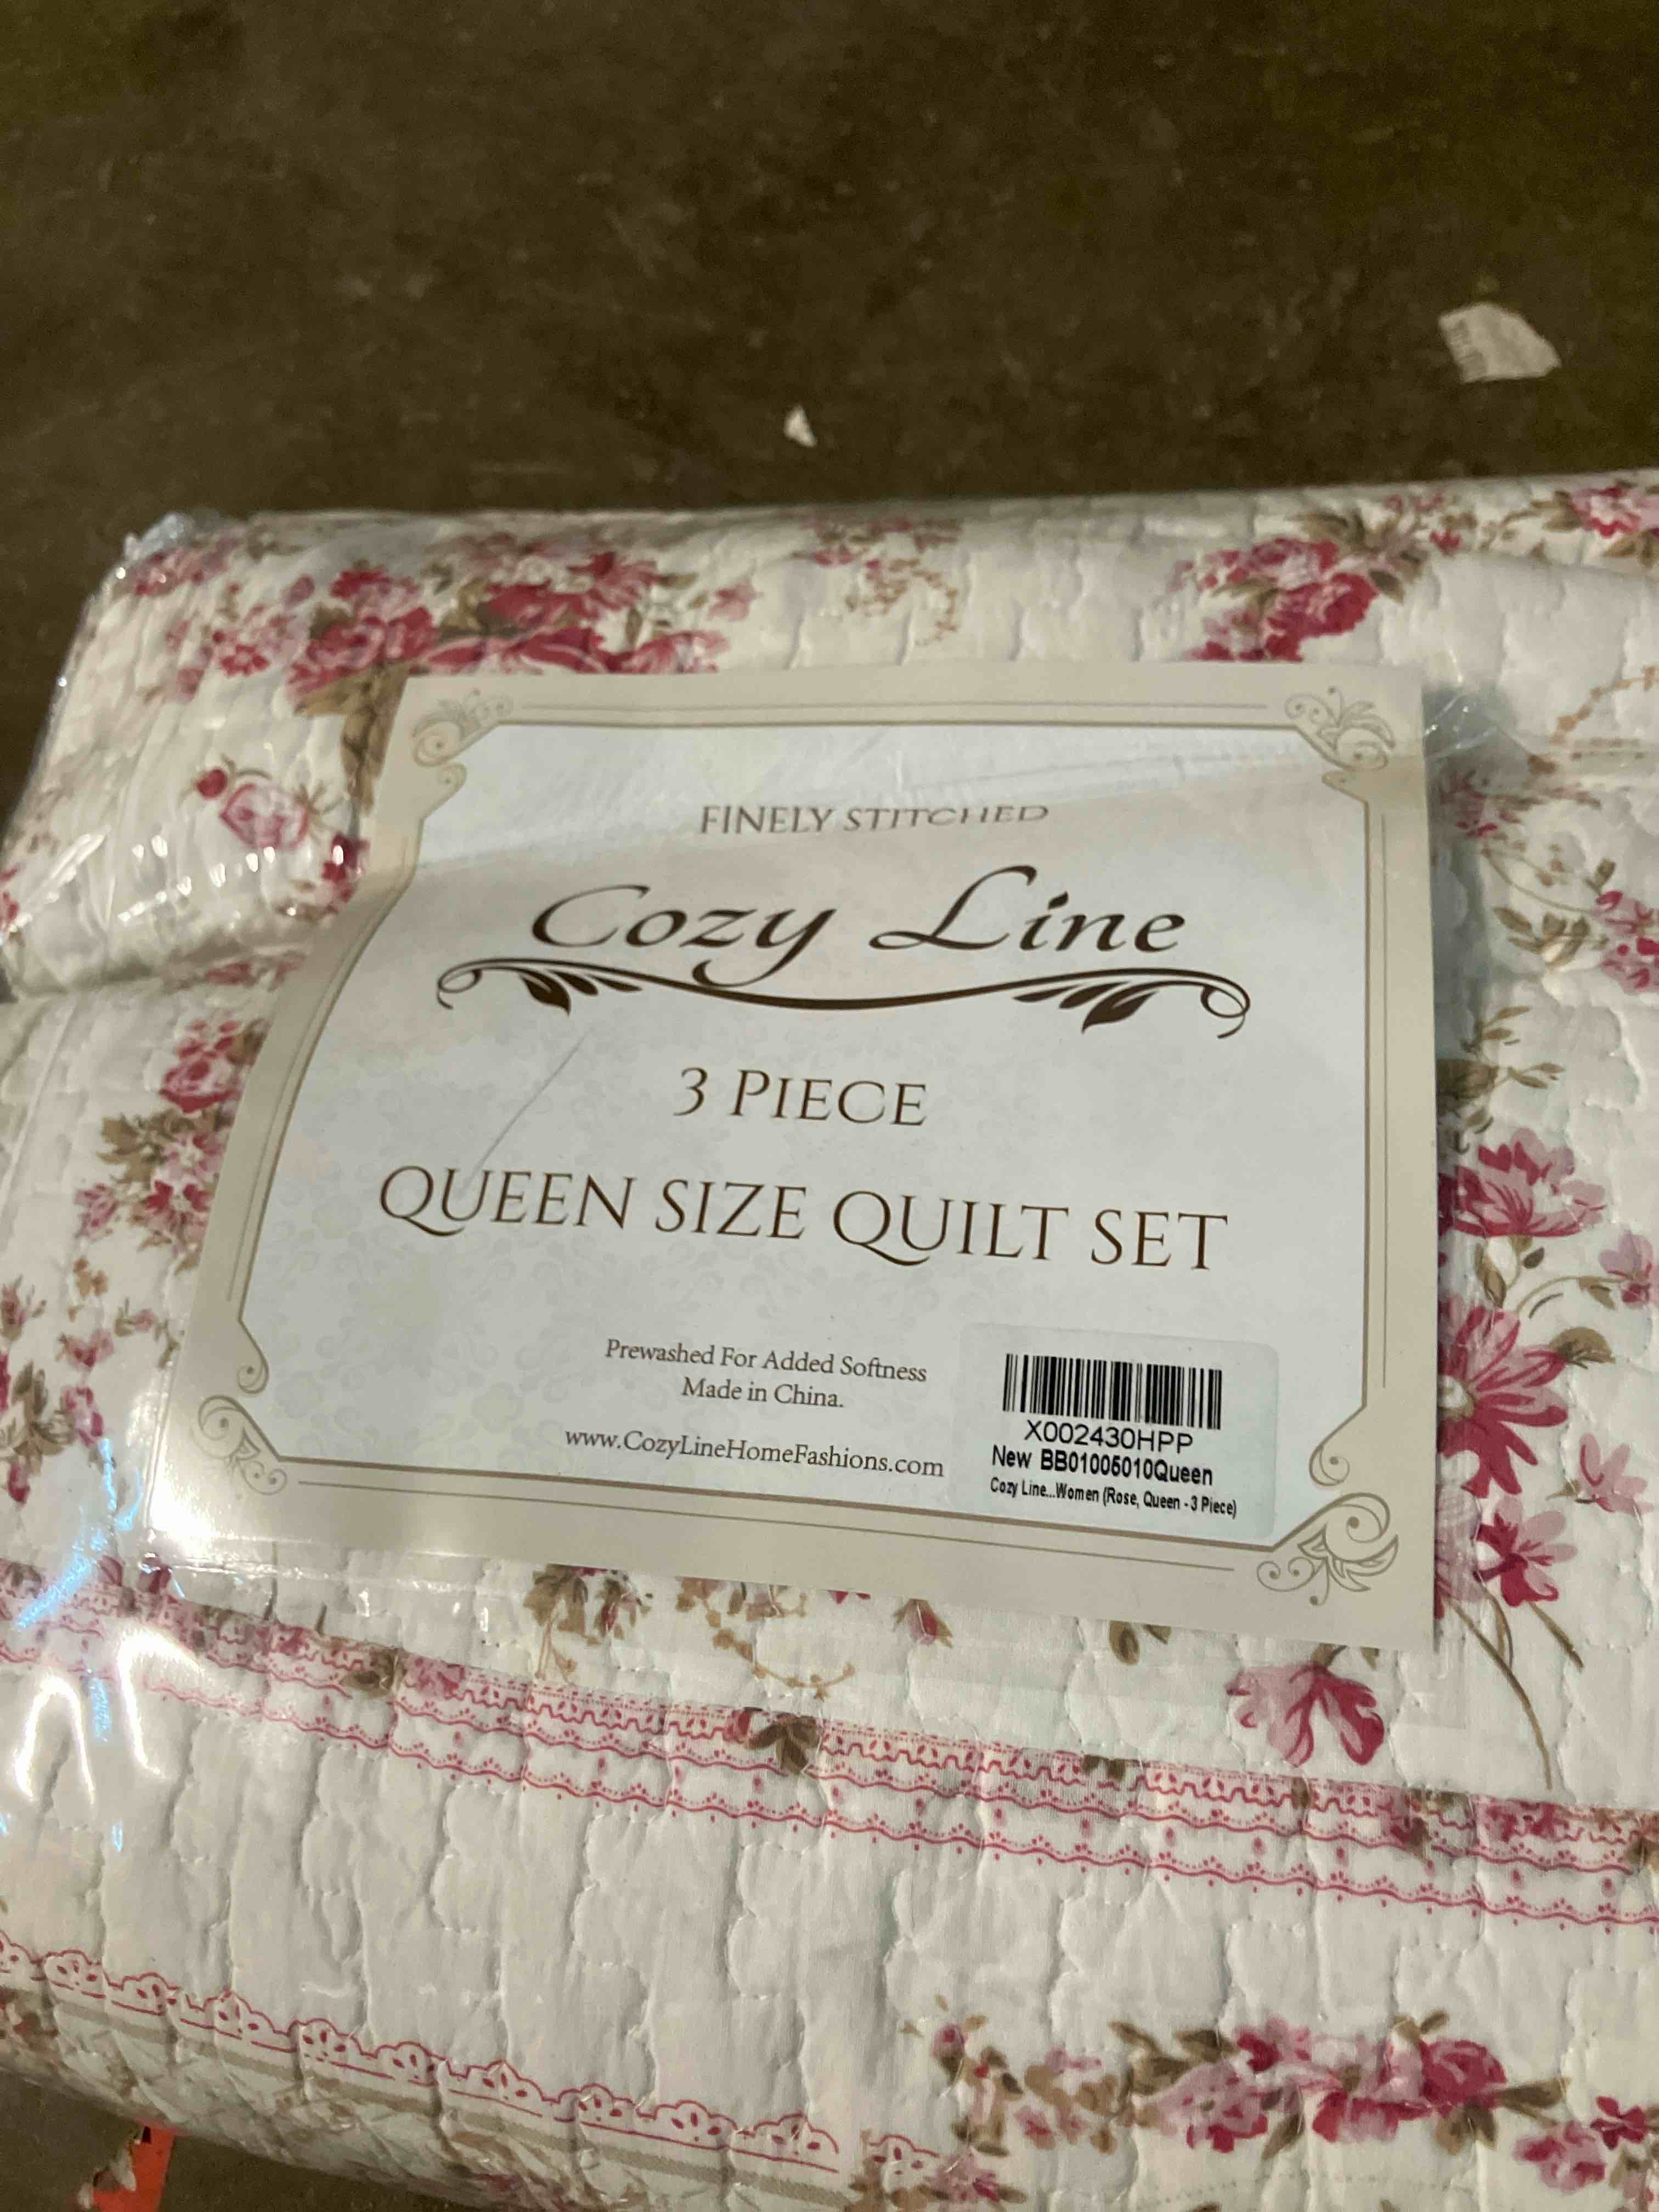 FINELY STITCHED
Cozy Line
3 PIECE
QUEEN SIZE QUILT SET
Prewashed For Added Softness
Made in China.
www.CozyLineHomeFashions.com
X002430HPP
New BB01005010Queen
Cozy Line...Women (Rose, Queen - 3 Piece)